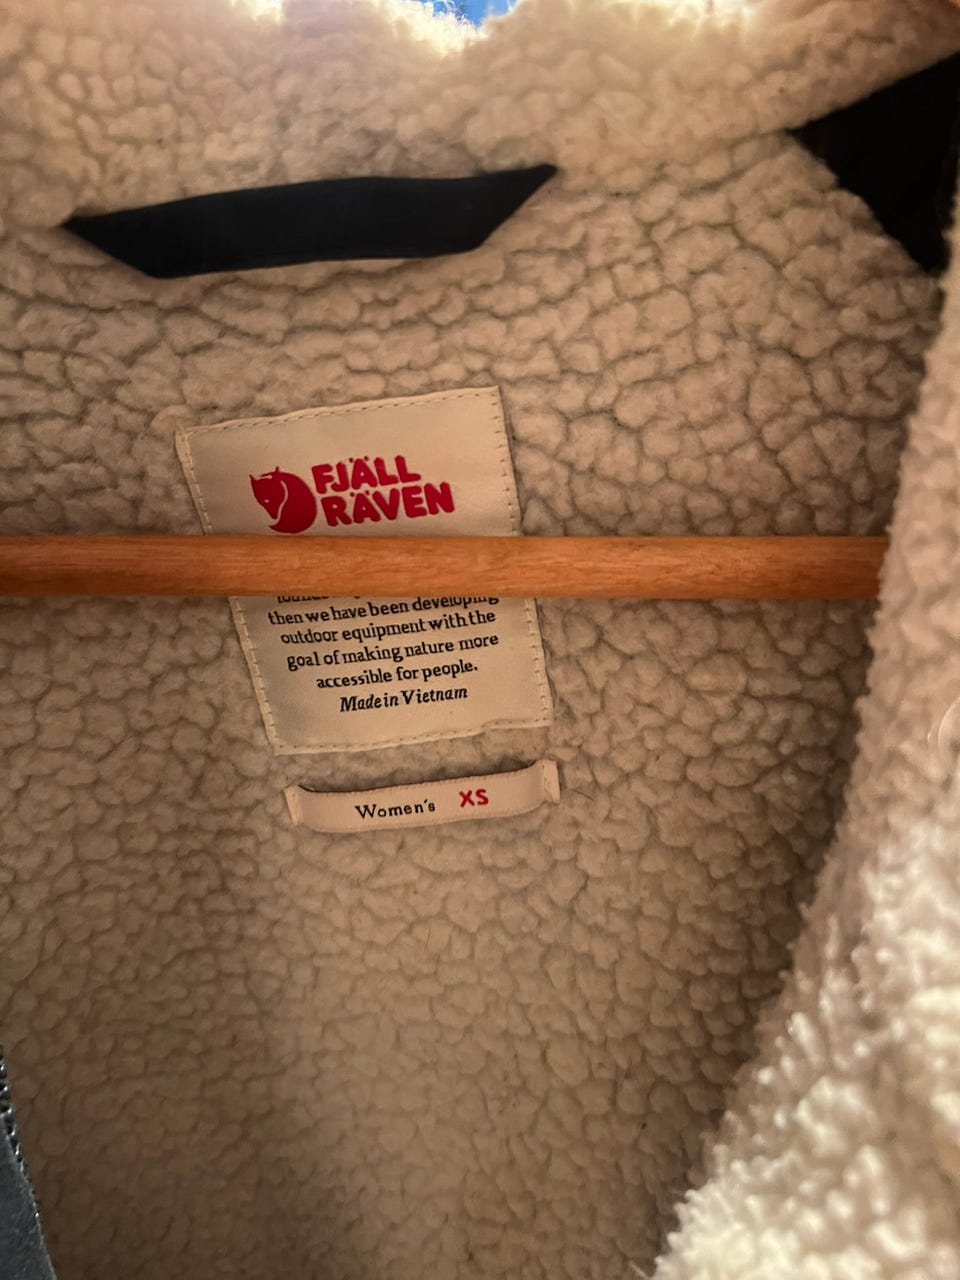 FJÄLL
RÄVEN
then we have been developing
outdoor equipment with the
goal of making nature more
accessible for people.
Made in Vietnam
Women's XS